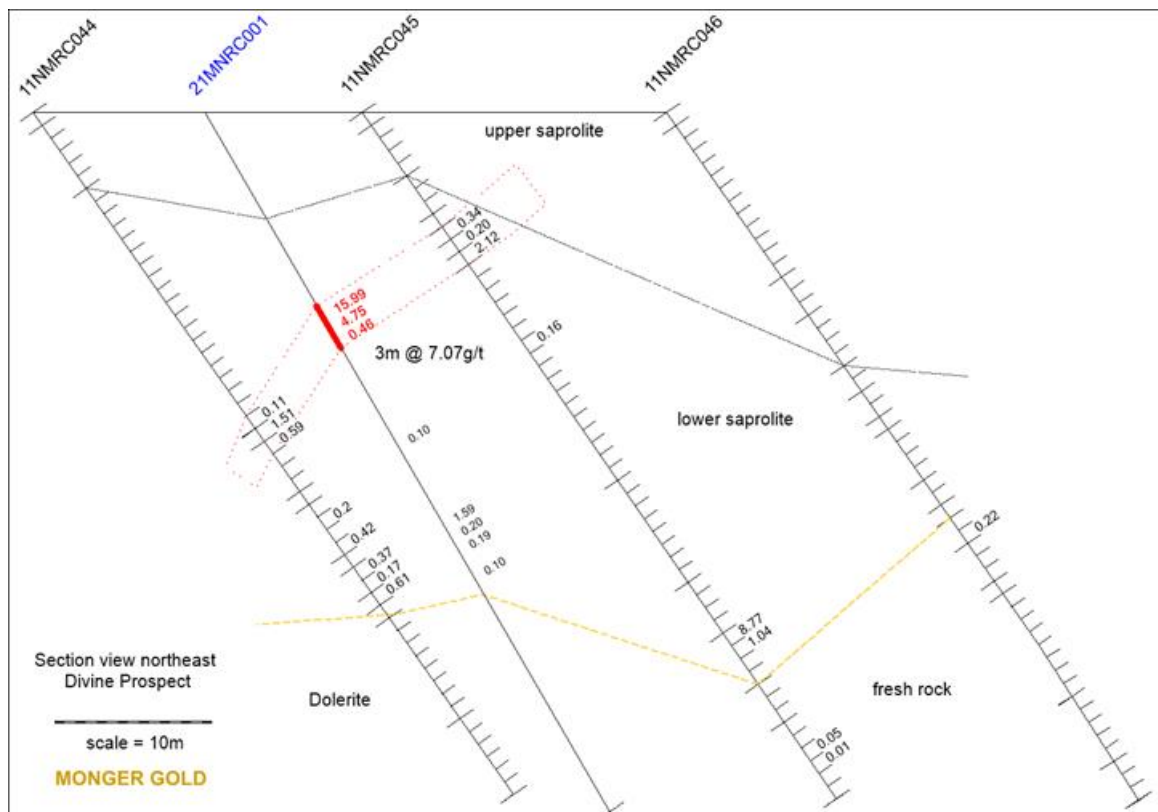 11NMRC044
21MNRC001
11NMRC045
11NMRC046
upper saprolite
0.34
0.20
2.12
15.99
4.75
0.46
3m @ 7.07g/t
0.16
0.11
1.51
0.59
lower saprolite
0.10
0.2
0.42
0.37
0.17
0.61
1.59
0.20
0.19
0.10
0.22
8.77
1.04
0.05
0.01
Section view northeast
Divine Prospect
scale = 10m
MONGER GOLD
Dolerite
fresh rock